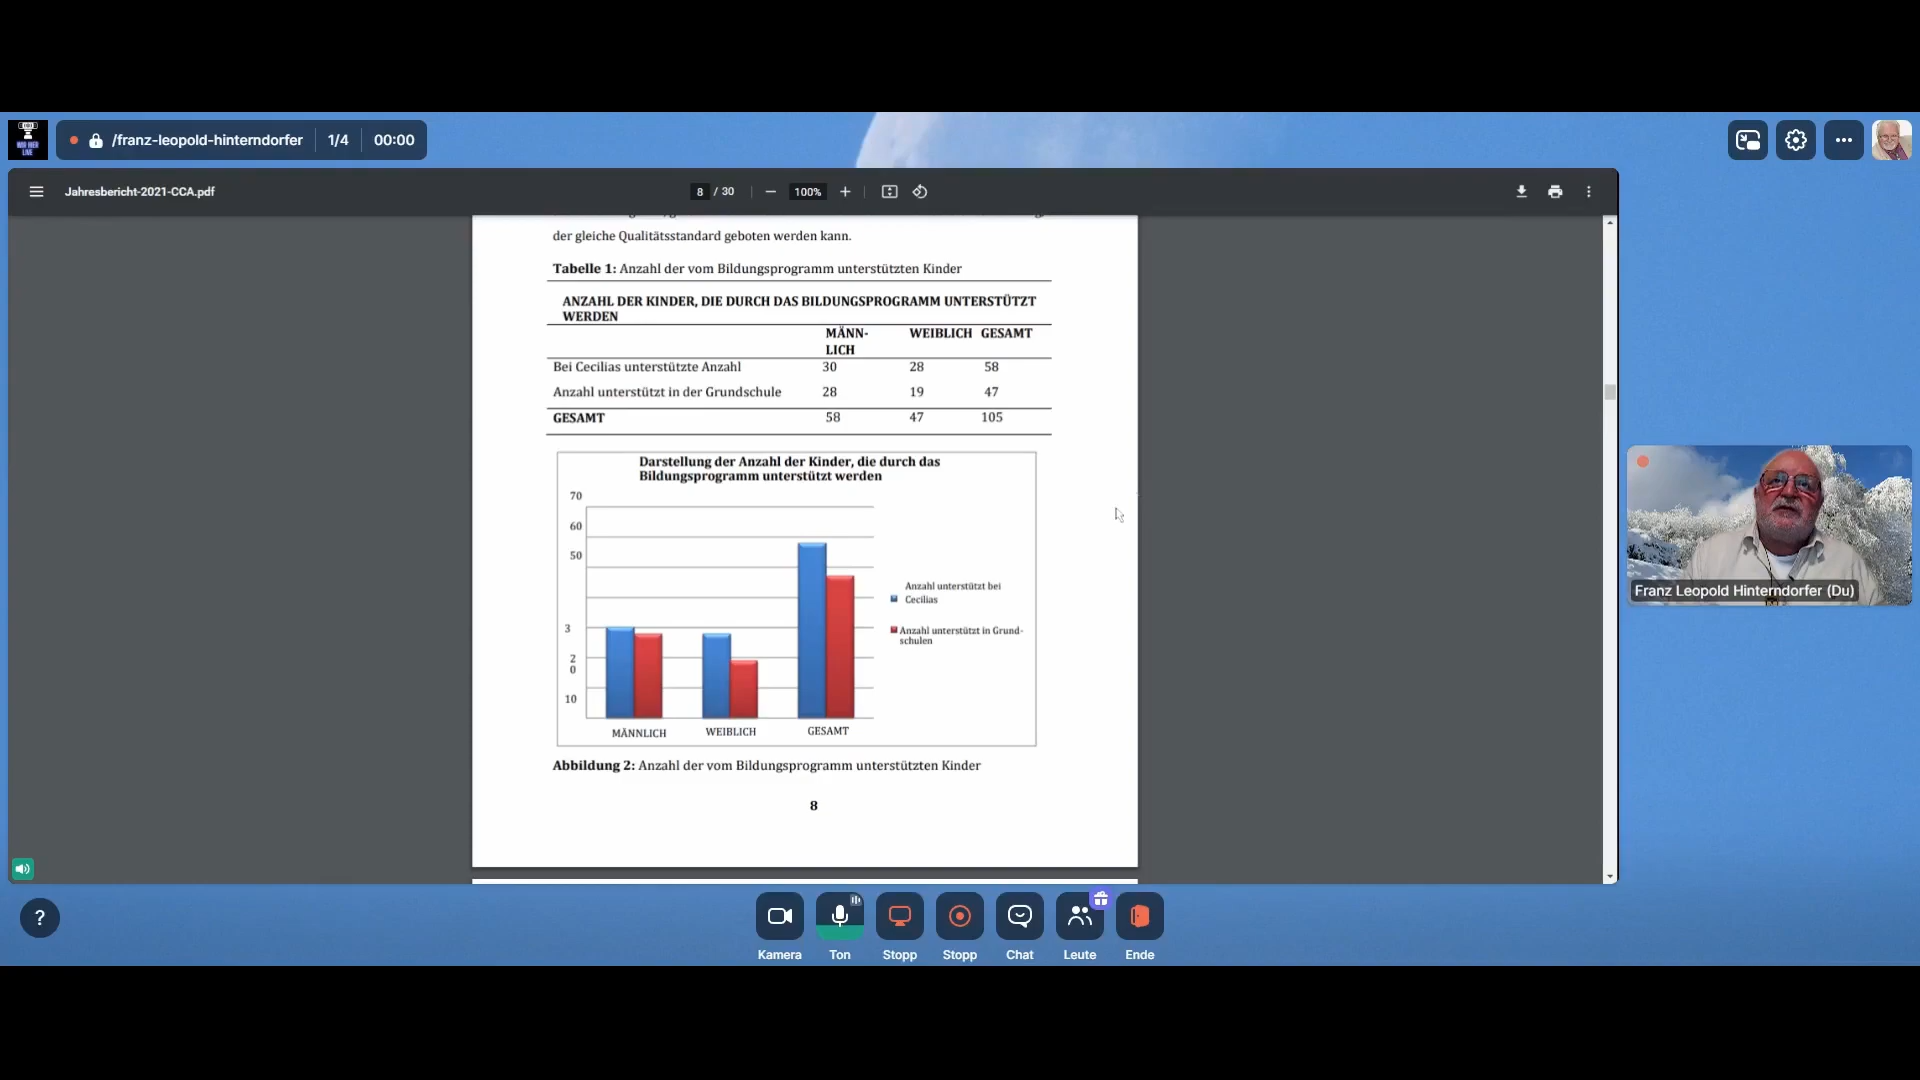 WIR HIER
LIVE
/franz-leopold-hinterndorfer 1/4 00:00
Jahresbericht-2021-CCA.pdf 8 / 30 100%
der gleiche Qualitätsstandard geboten werden kann.
Tabelle 1: Anzahl der vom Bildungsprogramm unterstützten Kinder
ANZAHL DER KINDER, DIE DURCH DAS BILDUNGSPROGRAMM UNTERSTÜTZT
WERDEN
MÄNN- WEIBLICH GESAMT
LICH
Bei Cecilias unterstützte Anzahl 30 28 58
Anzahl unterstützt in der Grundschule 28 19 47
GESAMT 58 47 105
Darstellung der Anzahl der Kinder, die durch das
Bildungsprogramm unterstützt werden
70
60
50
3
2
0
10
Anzahl unterstützt bei
Cecilias
Anzahl unterstützt in Grund-
schulen
MÄNNLICH WEIBLICH GESAMT
Abbildung 2: Anzahl der vom Bildungsprogramm unterstützten Kinder
8
Franz Leopold Hinterndorfer (Du)
?
Kamera Ton Stopp Stopp Chat Leute Ende